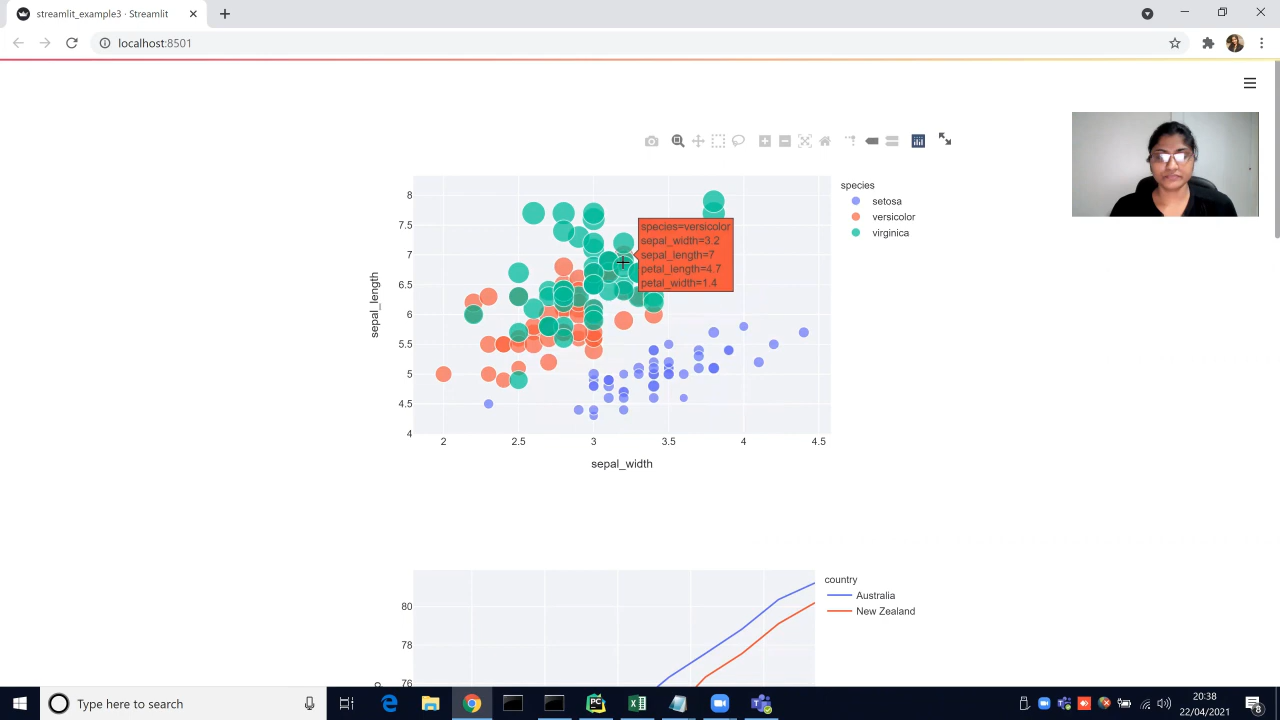 streamlit_example3 · Streamlit
localhost:8501
8
7.5
7
6.5
6
5.5
5
4.5
4
sepal_length
2
2.5
3
3.5
4
4.5
sepal_width
species
setosa
versicolor
virginica
species=versicolor
sepal_width=3.2
sepal_length=7
petal_length=4.7
petal_width=1.4
80
78
76
country
Australia
New Zealand
Type here to search
20:38
22/04/2021
8